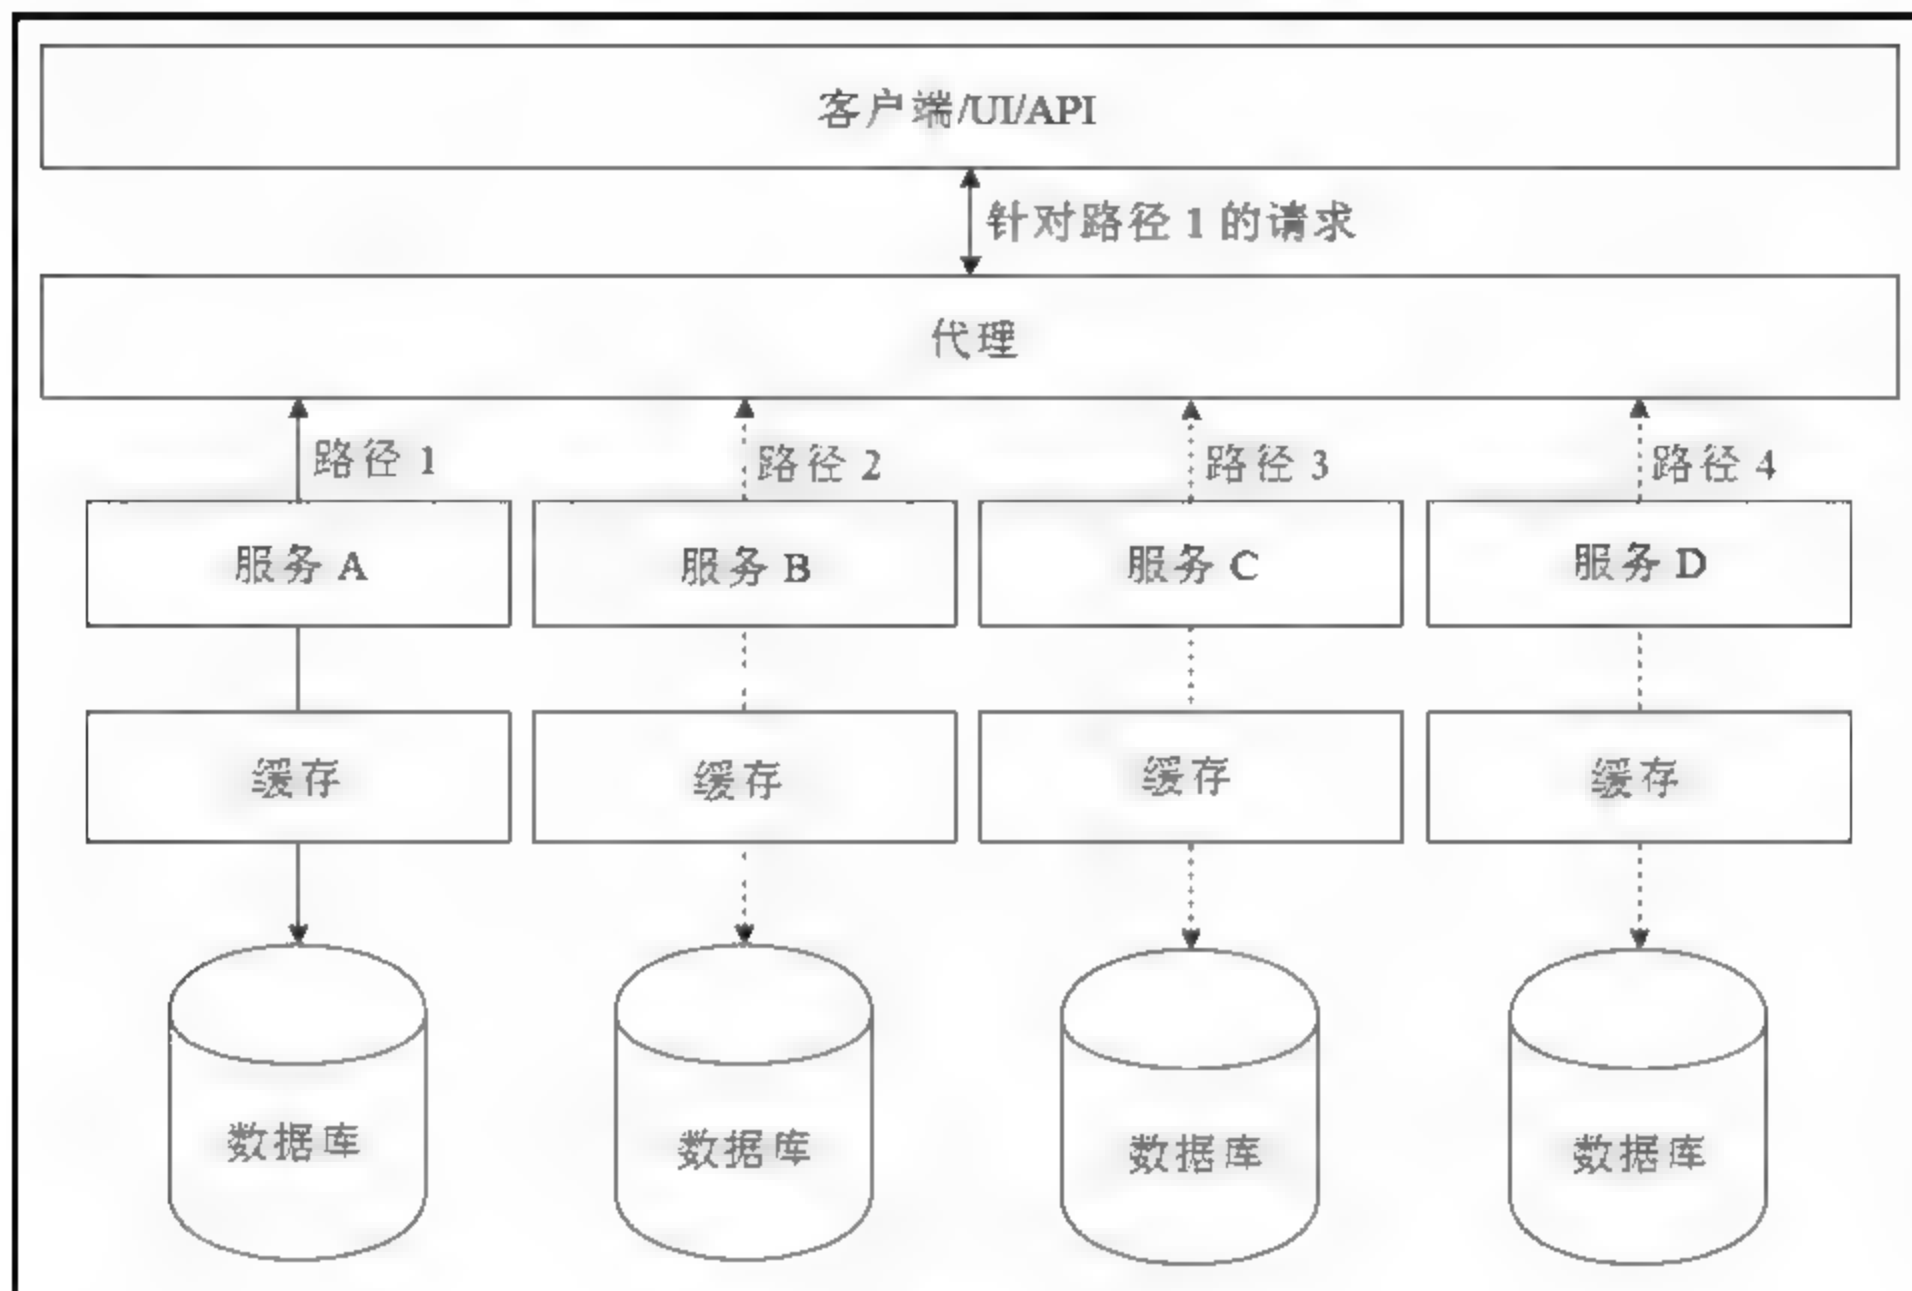 客户端/UI/API
针对路径 1 的请求
代理
路径 1
路径 2
路径 3
路径 4
服务 A
服务 B
服务 C
服务 D
缓存
缓存
缓存
缓存
数据库
数据库
数据库
数据库